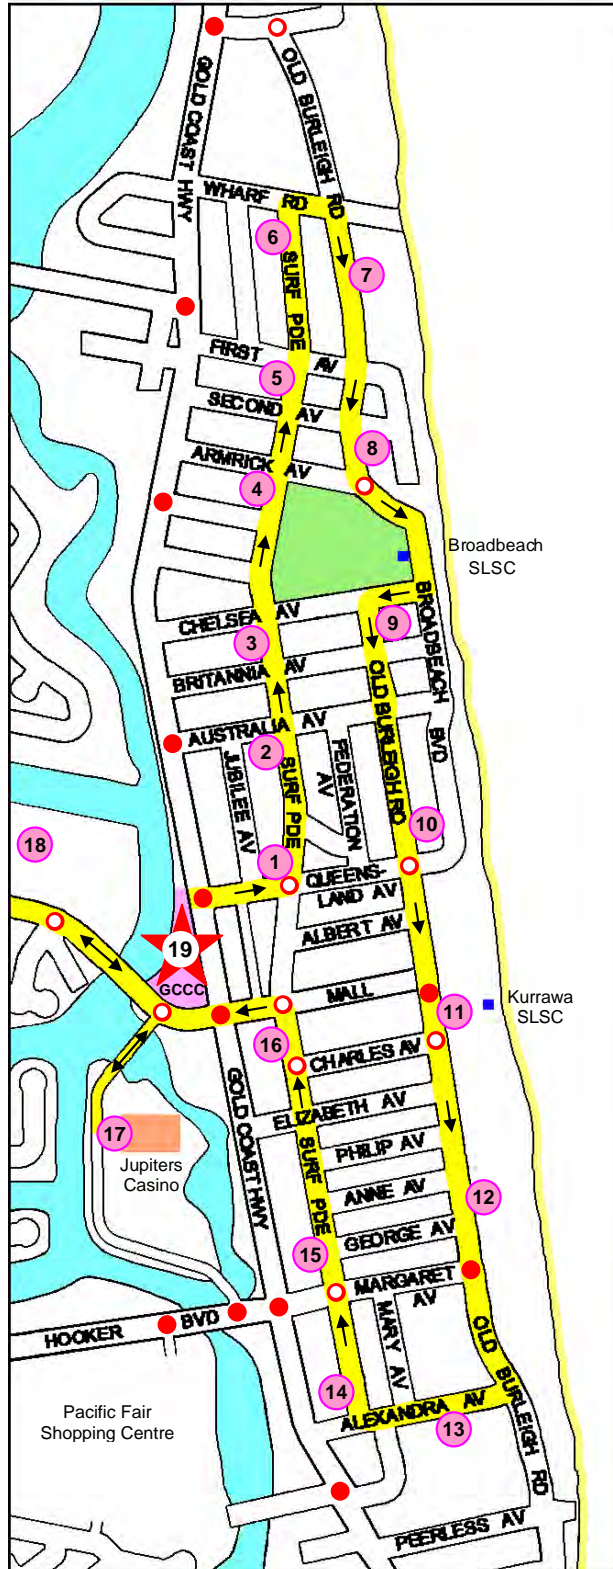 OLD BURLEIGH RD
GOLD COAST HWY
WHARF RD
6
7
SURF PDE
FIRST AV
5
SECOND AV
8
ARMRICK AV
4
Broadbeach
SLSC
CHELSEA AV
9
3
BROADBEACH BVD
BRITANNIA AV
OLD BURLEIGH RD
AUSTRALIA AV
2
JUBILEE AV
SURF PDE
FEDERATION
AV
10
18
1
QUEENS-
LAND AV
ALBERT AV
19
GCCC
MALL
11
Kurrawa
SLSC
16
CHARLES AV
GOLD COAST HWY
ELIZABETH AV
17
PHILIP AV
Jupiters
Casino
SURF PDE
ANNE AV
12
GEORGE AV
15
MARGARET
AV
HOOKER BVD
MARY AV
OLD BURLEIGH RD
14
ALEXANDRA AV
13
Pacific Fair
Shopping Centre
PEERLESS AV